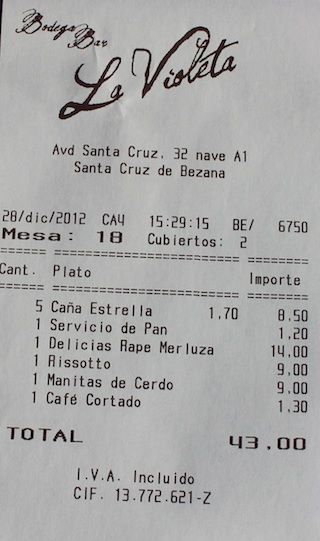 Bodega Bar
La Violeta
Avd Santa Cruz, 32 nave A1
Santa Cruz de Bezana
28/dic/2012 CA4 15:29:15 BE/ 6750
Mesa: 18 Cubiertos: 2
Cant. Plato Importe
5 Caña Estrella 1,70 8,50
1 Servicio de Pan 1,20
1 Delicias Rape Merluza 14,00
1 Rissotto 9,00
1 Manitas de Cerdo 9,00
1 Café Cortado 1,30
TOTAL 43,00
I.V.A. Incluido
CIF. 13.772.621-Z